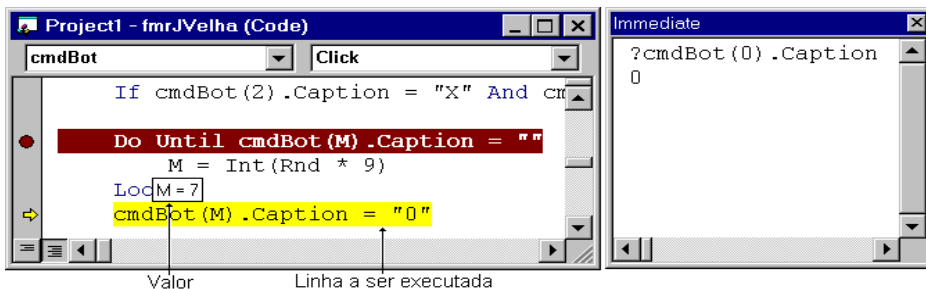 Project1 - fmrJVelha (Code)
cmdBot
Click
If cmdBot(2).Caption = "X" And cm
Do Until cmdBot(M).Caption = ""
M = Int(Rnd * 9)
Loo
M = 7
cmdBot(M).Caption = "0"
Valor
Linha a ser executada
Immediate
?cmdBot(0).Caption
0